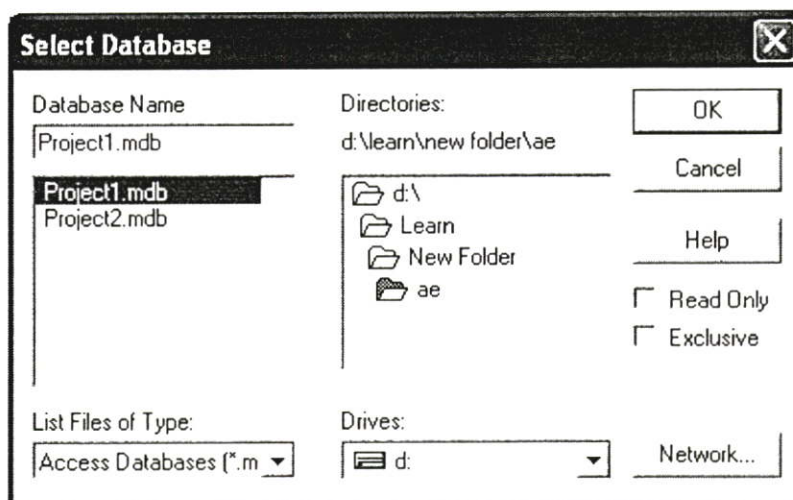 Select Database
Database Name
Project1.mdb
Project1.mdb
Project2.mdb
List Files of Type:
Access Databases (*.m
Directories:
d:\learn\new folder\ae
d:\
Learn
New Folder
ae
Drives:
d:
OK
Cancel
Help
Read Only
Exclusive
Network...